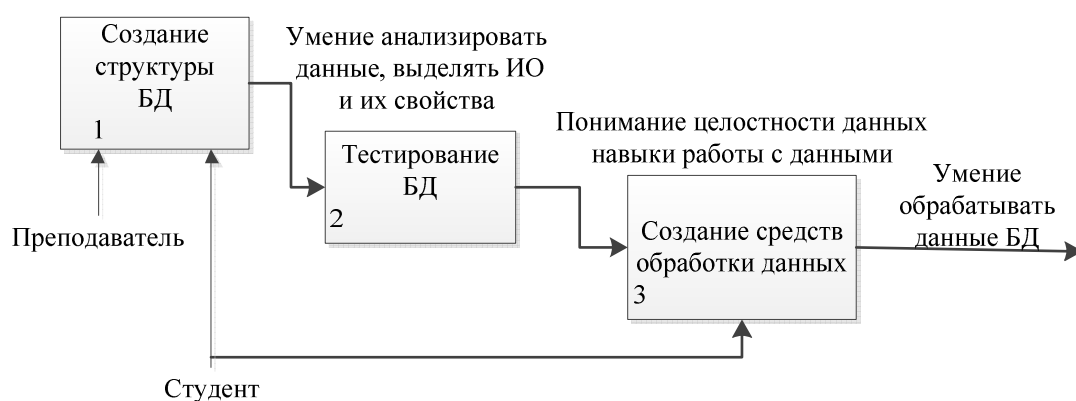 Создание
структуры
БД
1
Умение анализировать
данные, выделять ИО
и их свойства
Тестирование
БД
2
Понимание целостности данных
навыки работы с данными
Создание средств
обработки данных
3
Умение
обрабатывать
данные БД
Преподаватель
Студент